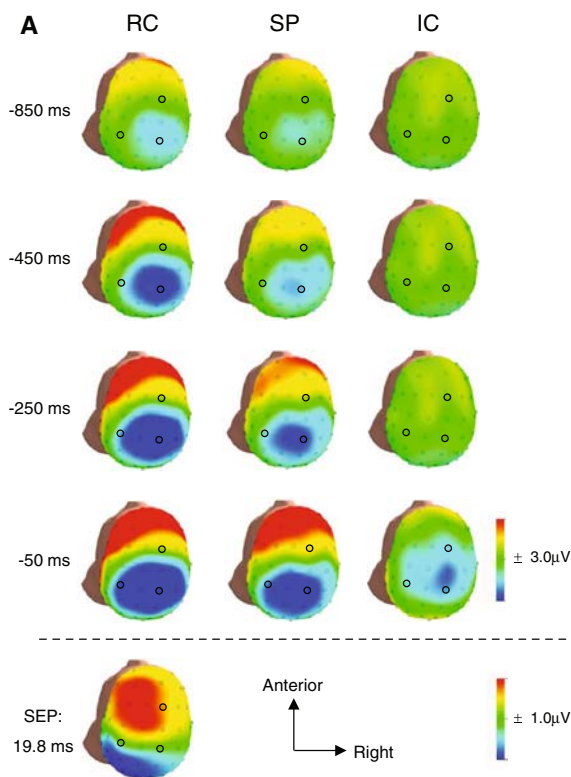 A
RC SP IC
-850 ms
-450 ms
-250 ms
-50 ms
± 3.0µV
SEP:
19.8 ms
Anterior
Right
± 1.0µV